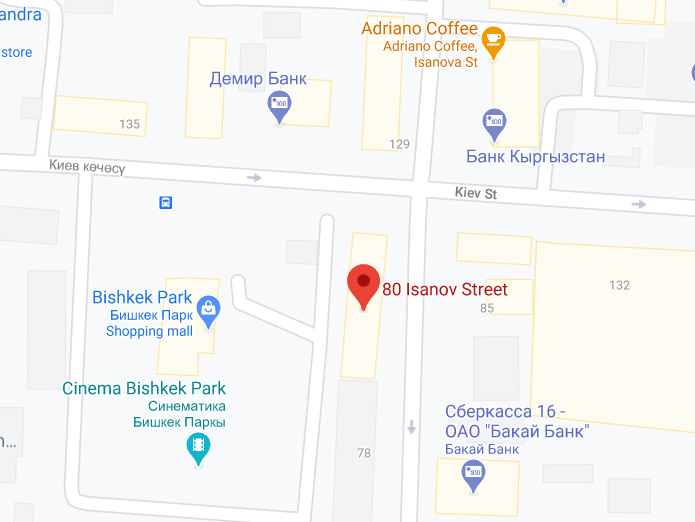 andra
store
Adriano Coffee
Adriano Coffee,
Isanova St
Демир Банк
135
129
Банк Кыргызстан
Киев көчөсү
Kiev St
80 Isanov Street
132
85
Bishkek Park
Бишкек Парк
Shopping mall
Cinema Bishkek Park
Синематика
Бишкек Паркы
Сберкасса 16 -
ОАО "Бакай Банк"
Бакай Банк
78
n...